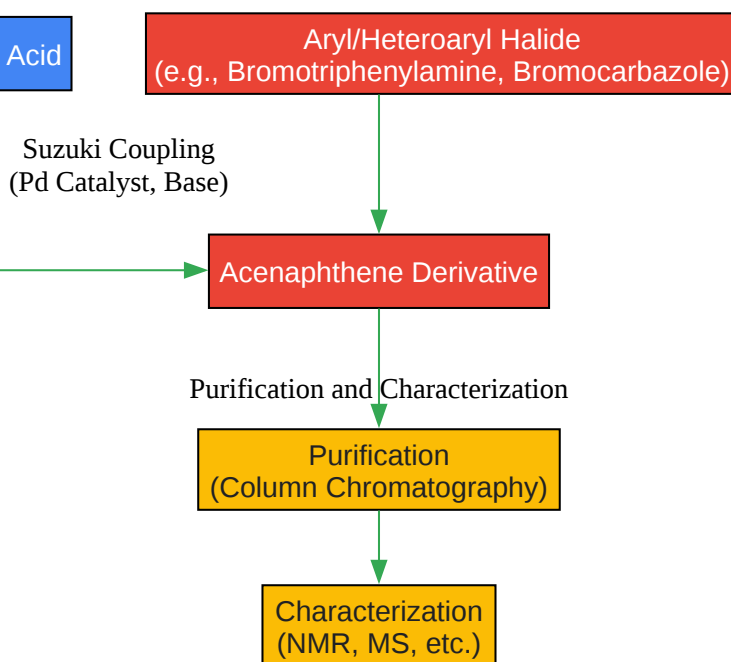 Acid
Aryl/Heteroaryl Halide
(e.g., Bromotriphenylamine, Bromocarbazole)
Suzuki Coupling
(Pd Catalyst, Base)
Acenaphthene Derivative
Purification and Characterization
Purification
(Column Chromatography)
Characterization
(NMR, MS, etc.)